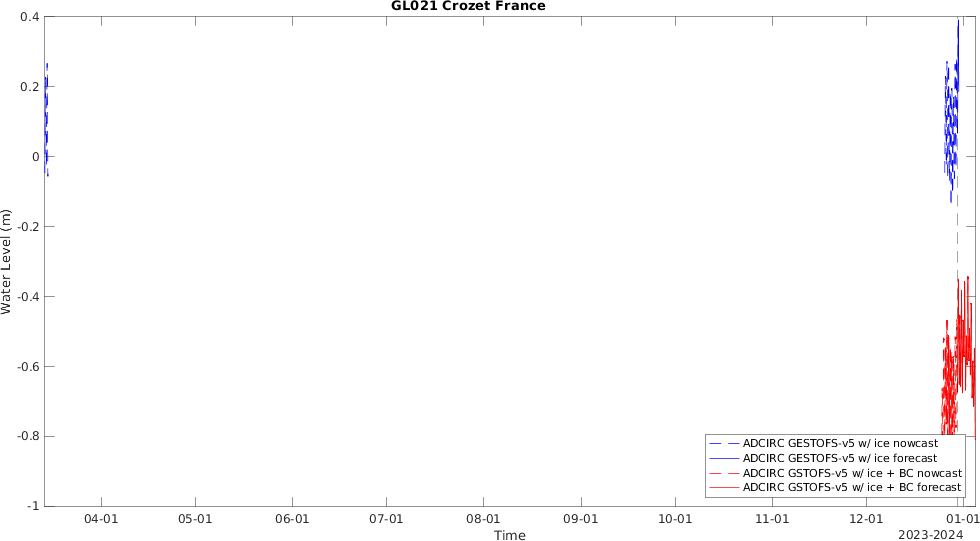 GL021 Crozet France
0.4
0.2
0
-0.2
-0.4
-0.6
-0.8
-1
Water Level (m)
ADCIRC GESTOFS-v5 w/ ice nowcast
ADCIRC GESTOFS-v5 w/ ice forecast
ADCIRC GSTOFS-v5 w/ ice + BC nowcast
ADCIRC GSTOFS-v5 w/ ice + BC forecast
04-01 05-01 06-01 07-01 08-01 09-01 10-01 11-01 12-01 01-01
Time
2023-2024